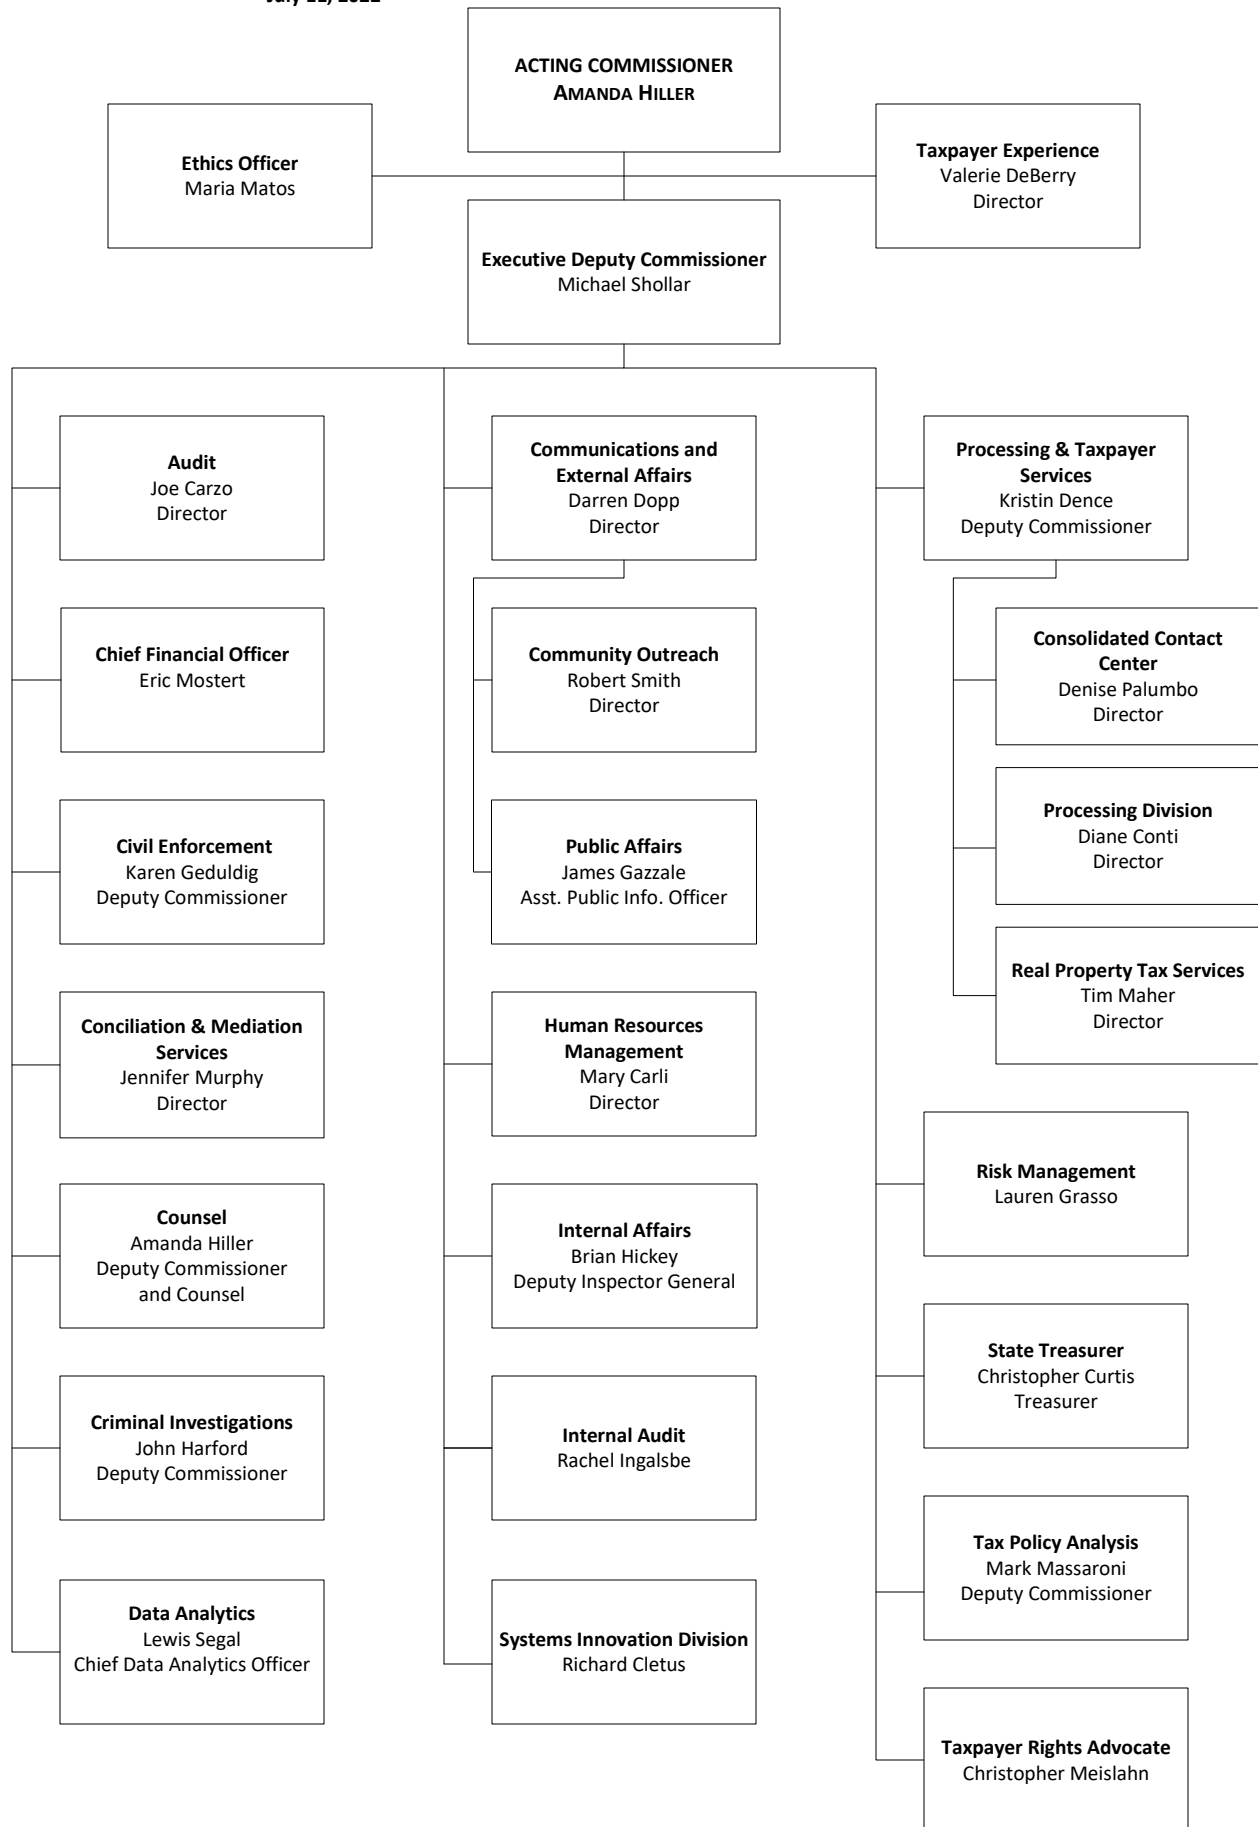 ACTING COMMISSIONER
AMANDA HILLER
Ethics Officer
Maria Matos
Taxpayer Experience
Valerie DeBerry
Director
Executive Deputy Commissioner
Michael Shollar
Audit
Joe Carzo
Director
Chief Financial Officer
Eric Mostert
Civil Enforcement
Karen Geduldig
Deputy Commissioner
Conciliation & Mediation
Services
Jennifer Murphy
Director
Counsel
Amanda Hiller
Deputy Commissioner
and Counsel
Criminal Investigations
John Harford
Deputy Commissioner
Data Analytics
Lewis Segal
Chief Data Analytics Officer
Communications and
External Affairs
Darren Dopp
Director
Community Outreach
Robert Smith
Director
Public Affairs
James Gazzale
Asst. Public Info. Officer
Human Resources
Management
Mary Carli
Director
Internal Affairs
Brian Hickey
Deputy Inspector General
Internal Audit
Rachel Ingalsbe
Systems Innovation Division
Richard Cletus
Processing & Taxpayer
Services
Kristin Dence
Deputy Commissioner
Consolidated Contact
Center
Denise Palumbo
Director
Processing Division
Diane Conti
Director
Real Property Tax Services
Tim Maher
Director
Risk Management
Lauren Grasso
State Treasurer
Christopher Curtis
Treasurer
Tax Policy Analysis
Mark Massaroni
Deputy Commissioner
Taxpayer Rights Advocate
Christopher Meislahn